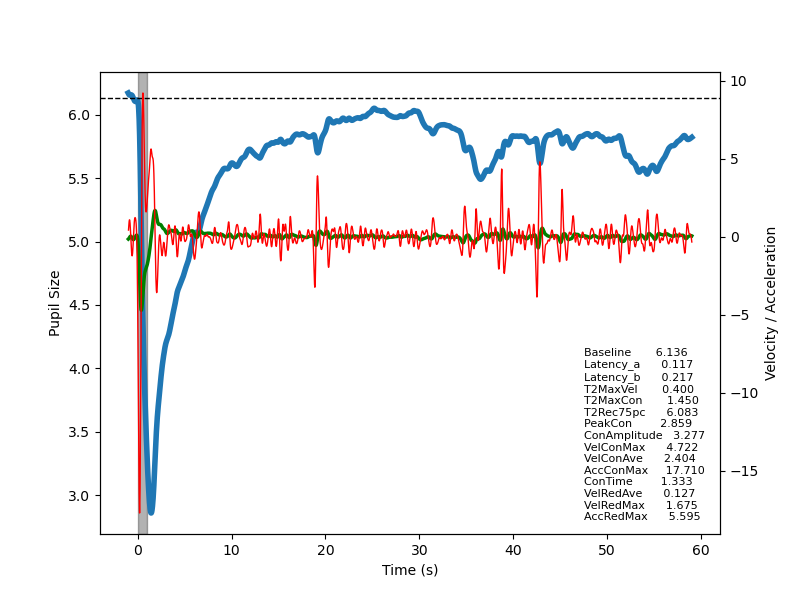 6.0
5.5
5.0
4.5
4.0
3.5
3.0
Pupil Size
10
5
0
−5
−10
−15
Velocity / Acceleration
Baseline 6.136
Latency_a 0.117
Latency_b 0.217
T2MaxVel 0.400
T2MaxCon 1.450
T2Rec75pc 6.083
PeakCon 2.859
ConAmplitude 3.277
VelConMax 4.722
VelConAve 2.404
AccConMax 17.710
ConTime 1.333
VelRedAve 0.127
VelRedMax 1.675
AccRedMax 5.595
0 10 20 30 40 50 60
Time (s)